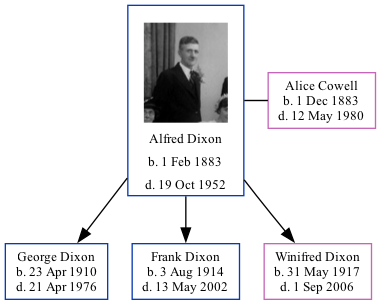 Alfred Dixon
b. 1 Feb 1883
d. 19 Oct 1952
Alice Cowell
b. 1 Dec 1883
d. 12 May 1980
George Dixon
b. 23 Apr 1910
d. 21 Apr 1976
Frank Dixon
b. 3 Aug 1914
d. 13 May 2002
Winifred Dixon
b. 31 May 1917
d. 1 Sep 2006